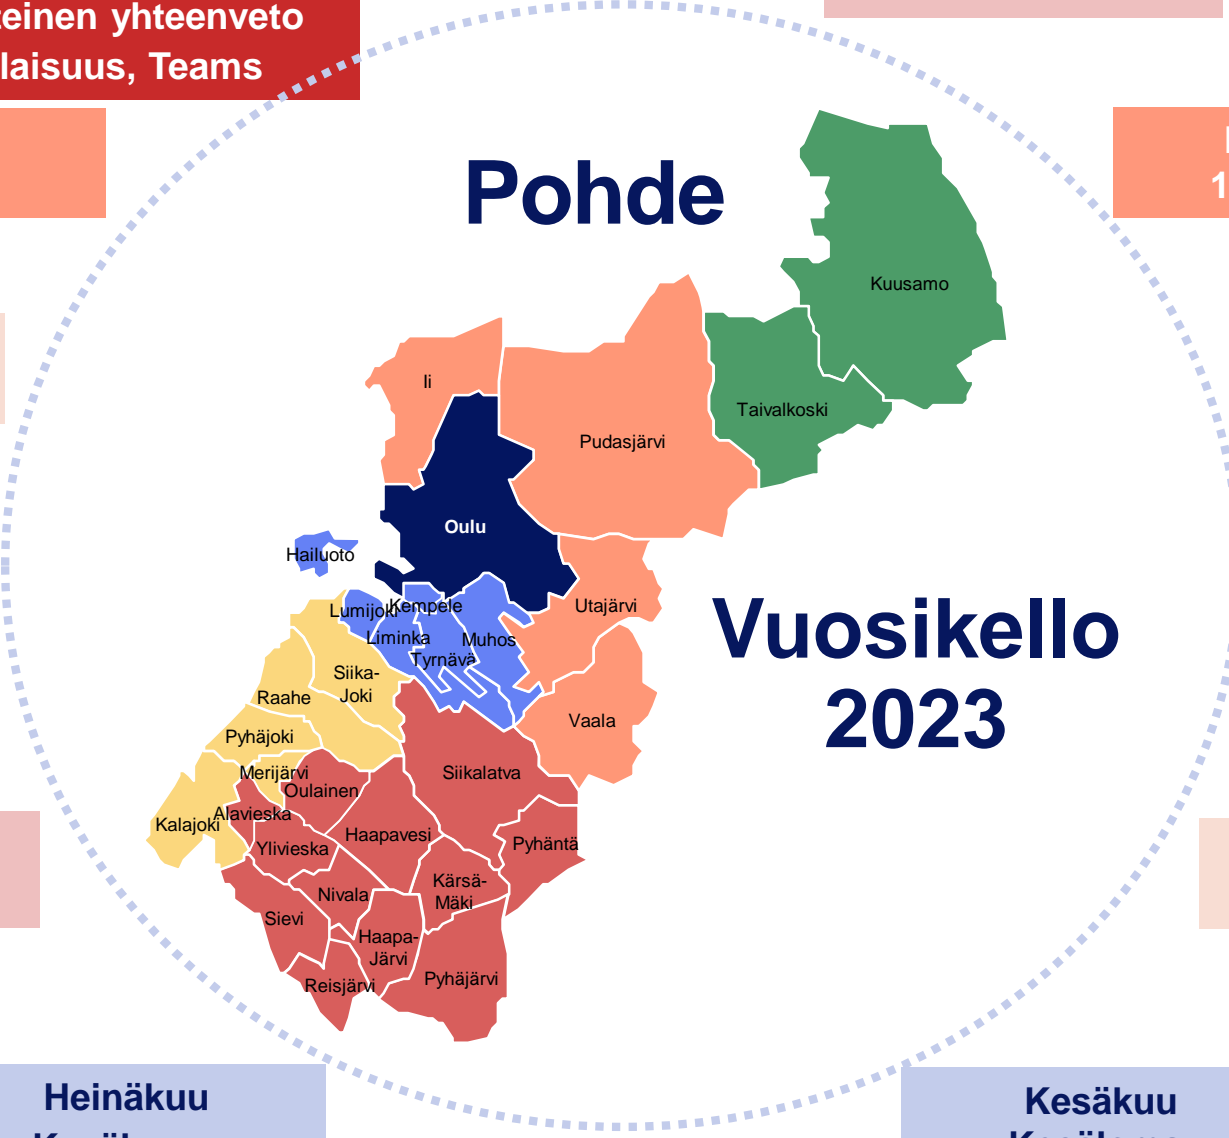 yhteenveto
Teams
Pohde
Kuusamo
Ii
Taivalkoski
Pudasjärvi
Oulu
Hailuoto
Utajärvi
Lumijoki
Kempele
Liminka
Muhos
Tyrnävä
Vuosikello
2023
Siika-
Joki
Raahe
Vaala
Pyhäjoki
Merijärvi
Siikalatva
Oulainen
Alavieska
Kalajoki
Haapavesi
Ylivieska
Pyhäntä
Kärsä-
Mäki
Nivala
Sievi
Haapa-
Järvi
Pyhäjärvi
Reisjärvi
Heinäkuu
Kesäkuu